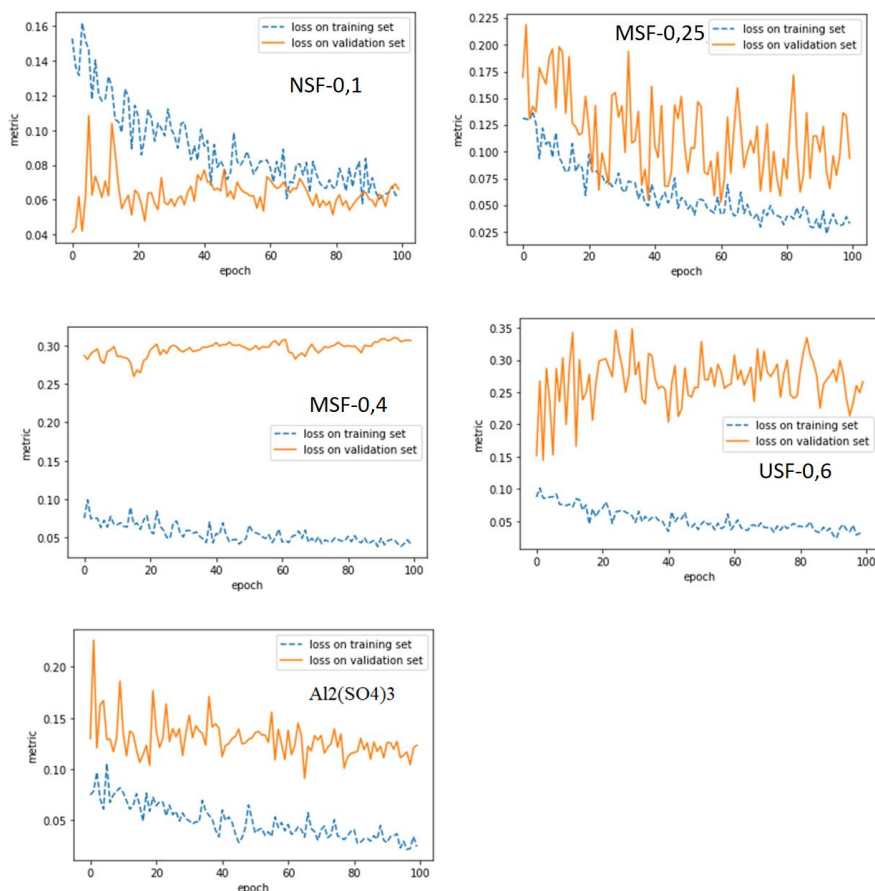 loss on training set
loss on validation set
NSF-0,1
metric
0.16
0.14
0.12
0.10
0.08
0.06
0.04
0 20 40 60 80 100
epoch
MSF-0,25
loss on training set
loss on validation set
metric
0.225
0.200
0.175
0.150
0.125
0.100
0.075
0.050
0.025
0 20 40 60 80 100
epoch
MSF-0,4
loss on training set
loss on validation set
metric
0.30
0.25
0.20
0.15
0.10
0.05
0 20 40 60 80 100
epoch
loss on training set
loss on validation set
USF-0,6
metric
0.35
0.30
0.25
0.20
0.15
0.10
0.05
0 20 40 60 80 100
epoch
loss on training set
loss on validation set
Al2(SO4)3
metric
0.20
0.15
0.10
0.05
0 20 40 60 80 100
epoch